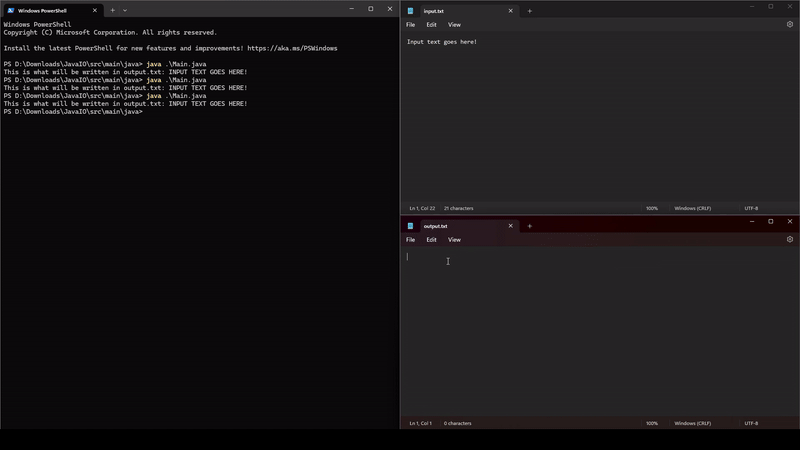 Windows PowerShell
Windows PowerShell
Copyright (C) Microsoft Corporation. All rights reserved.
Install the latest PowerShell for new features and improvements! https://aka.ms/PSWindows
PS D:\Downloads\JavaIO\src\main\java> java .\Main.java
This is what will be written in output.txt: INPUT TEXT GOES HERE!
PS D:\Downloads\JavaIO\src\main\java> java .\Main.java
This is what will be written in output.txt: INPUT TEXT GOES HERE!
PS D:\Downloads\JavaIO\src\main\java> java .\Main.java
This is what will be written in output.txt: INPUT TEXT GOES HERE!
PS D:\Downloads\JavaIO\src\main\java>
input.txt
File Edit View
Input text goes here!
Ln 1, Col 22 21 characters 100% Windows (CRLF) UTF-8
output.txt
File Edit View
Ln 1, Col 1 0 characters 100% Windows (CRLF) UTF-8